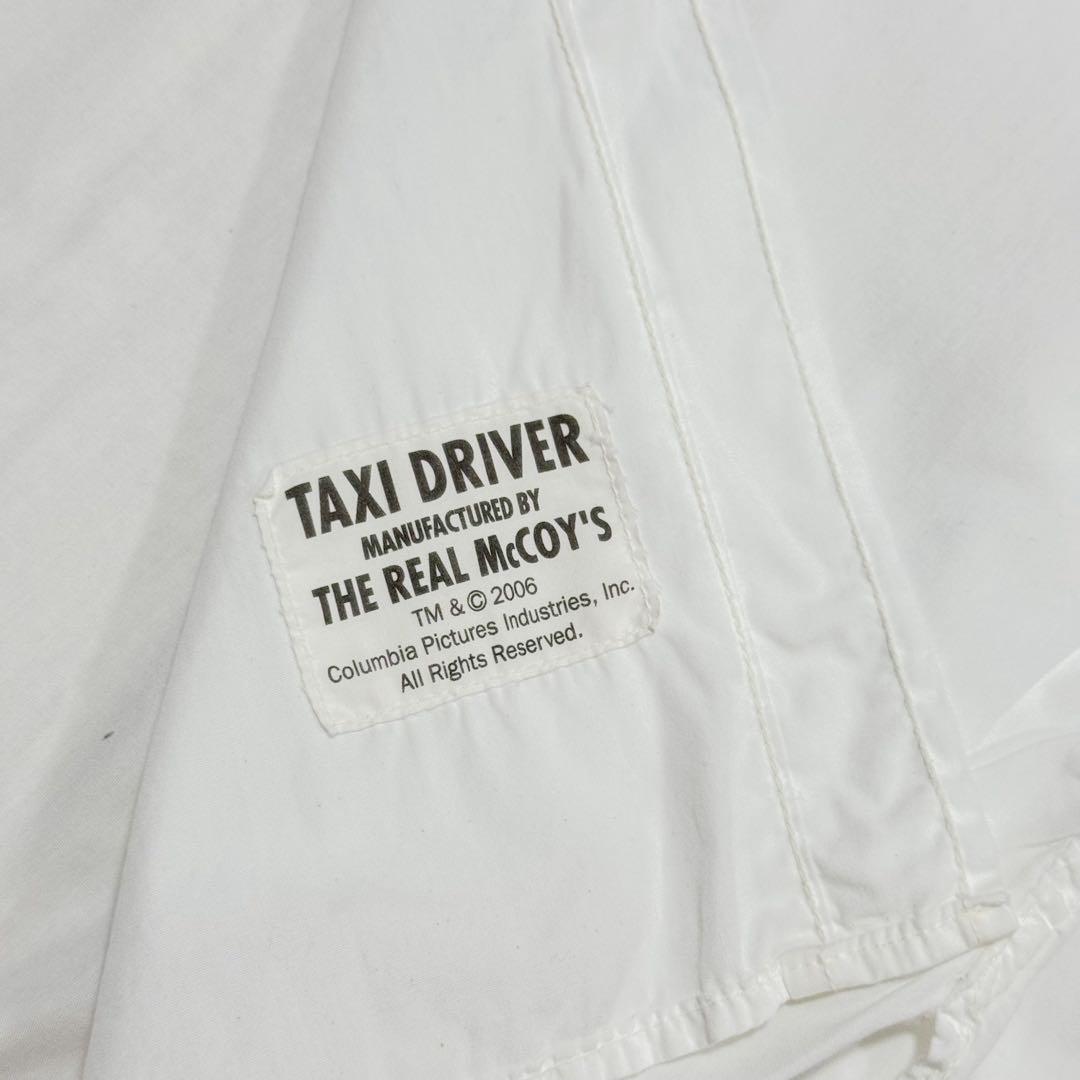 TAXI DRIVER
MANUFACTURED BY
THE REAL McCOY'S
TM & © 2006
Columbia Pictures Industries, Inc.
All Rights Reserved.